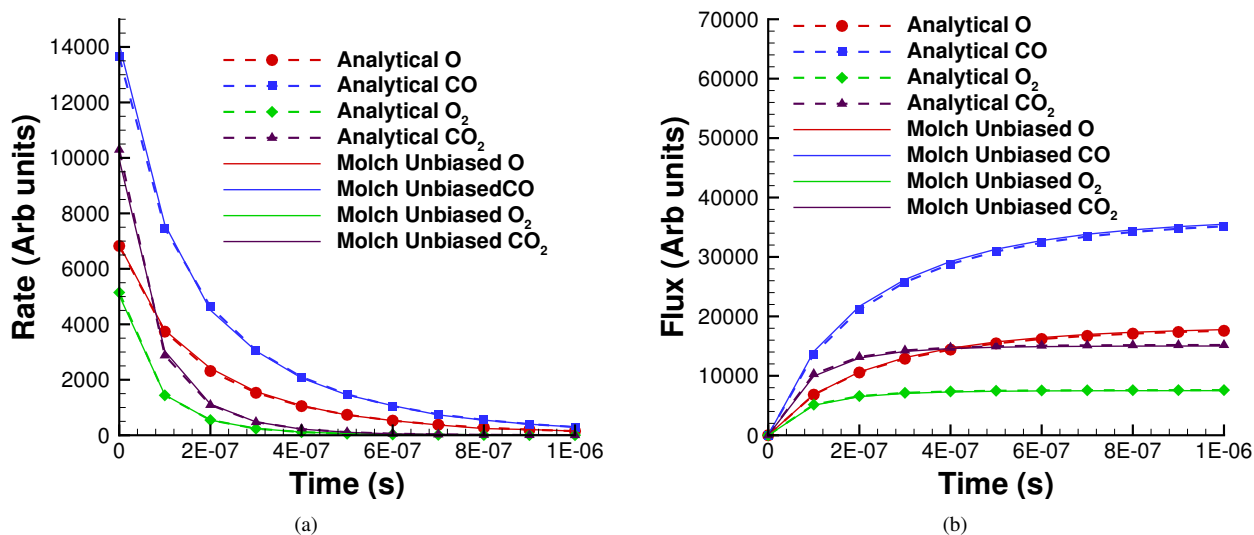 14000
12000
10000
8000
6000
4000
2000
0
Rate (Arb units)
Analytical O
Analytical CO
Analytical O₂
Analytical CO₂
Molch Unbiased O
Molch UnbiasedCO
Molch Unbiased O₂
Molch Unbiased CO₂
0 2E-07 4E-07 6E-07 8E-07 1E-06
Time (s)
(a)
70000
60000
50000
40000
30000
20000
10000
0
Flux (Arb units)
Analytical O
Analytical CO
Analytical O₂
Analytical CO₂
Molch Unbiased O
Molch Unbiased CO
Molch Unbiased O₂
Molch Unbiased CO₂
0 2E-07 4E-07 6E-07 8E-07 1E-06
Time (s)
(b)